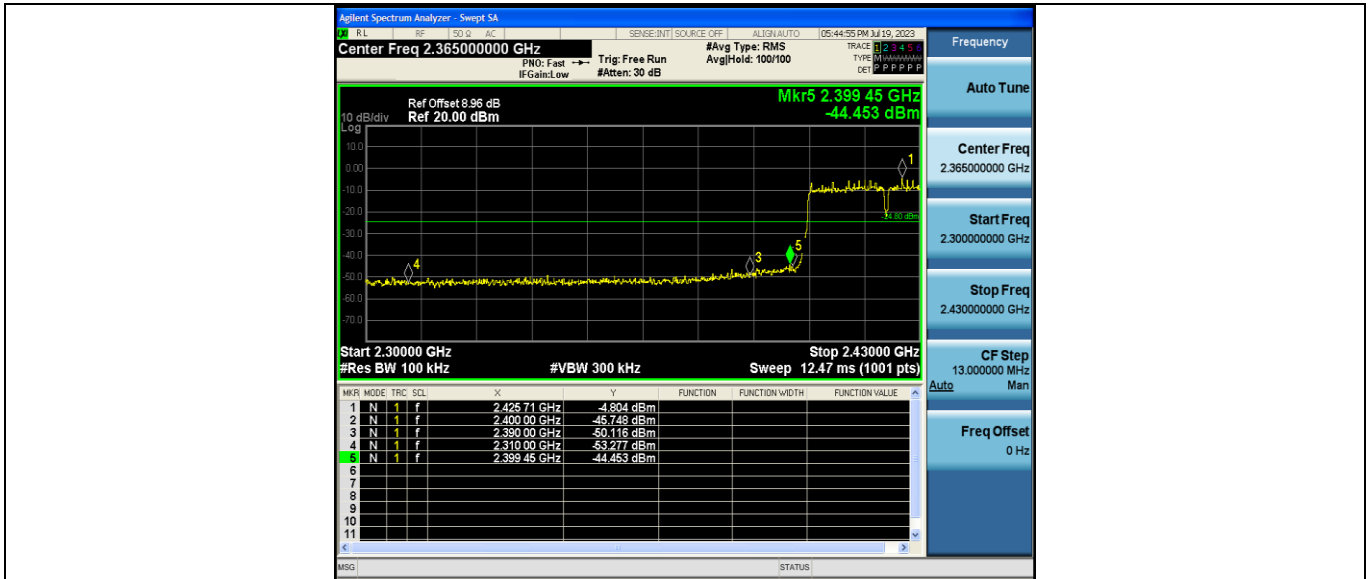 Agilent Spectrum Analyzer - Swept SA
LXI RL RF 50 Ω AC SENSE:INT SOURCE OFF ALIGN AUTO 05:44:55 PM Jul 19, 2023
Center Freq 2.365000000 GHz
PNO: Fast
IFGain:Low
Trig: Free Run
#Atten: 30 dB
#Avg Type: RMS
Avg|Hold: 100/100
TRACE 1 2 3 4 5 6
TYPE M WWWWW
DET P P P P P P
Mkr5 2.399 45 GHz
-44.453 dBm
Ref Offset 8.96 dB
10 dB/div Ref 20.00 dBm
Log
10.0
0.00
-10.0
-20.0
-30.0
-40.0
-50.0
-60.0
-70.0
1
-24.80 dBm
5
3
4
Start 2.30000 GHz Stop 2.43000 GHz
#Res BW 100 kHz #VBW 300 kHz Sweep 12.47 ms (1001 pts)
MKR MODE TRC SCL X Y FUNCTION FUNCTION WIDTH FUNCTION VALUE
1 N 1 f 2.425 71 GHz -4.804 dBm
2 N 1 f 2.400 00 GHz -45.748 dBm
3 N 1 f 2.390 00 GHz -50.116 dBm
4 N 1 f 2.310 00 GHz -53.277 dBm
5 N 1 f 2.399 45 GHz -44.453 dBm
6
7
8
9
10
11
MSG STATUS
Frequency
Auto Tune
Center Freq
2.365000000 GHz
Start Freq
2.300000000 GHz
Stop Freq
2.430000000 GHz
CF Step
13.000000 MHz
Auto Man
Freq Offset
0 Hz